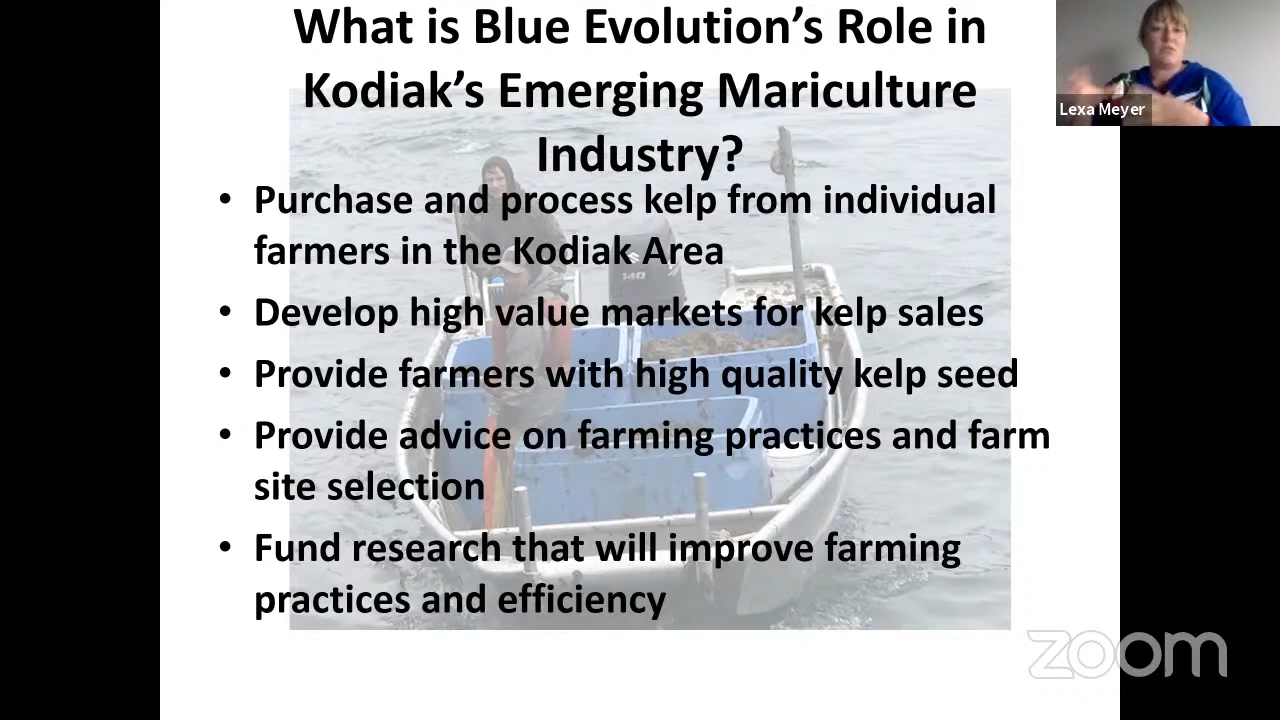 What is Blue Evolution’s Role in
Kodiak’s Emerging Mariculture
Industry?
Lexa Meyer
• Purchase and process kelp from individual
farmers in the Kodiak Area
• Develop high value markets for kelp sales
• Provide farmers with high quality kelp seed
• Provide advice on farming practices and farm
site selection
• Fund research that will improve farming
practices and efficiency
140
zoom